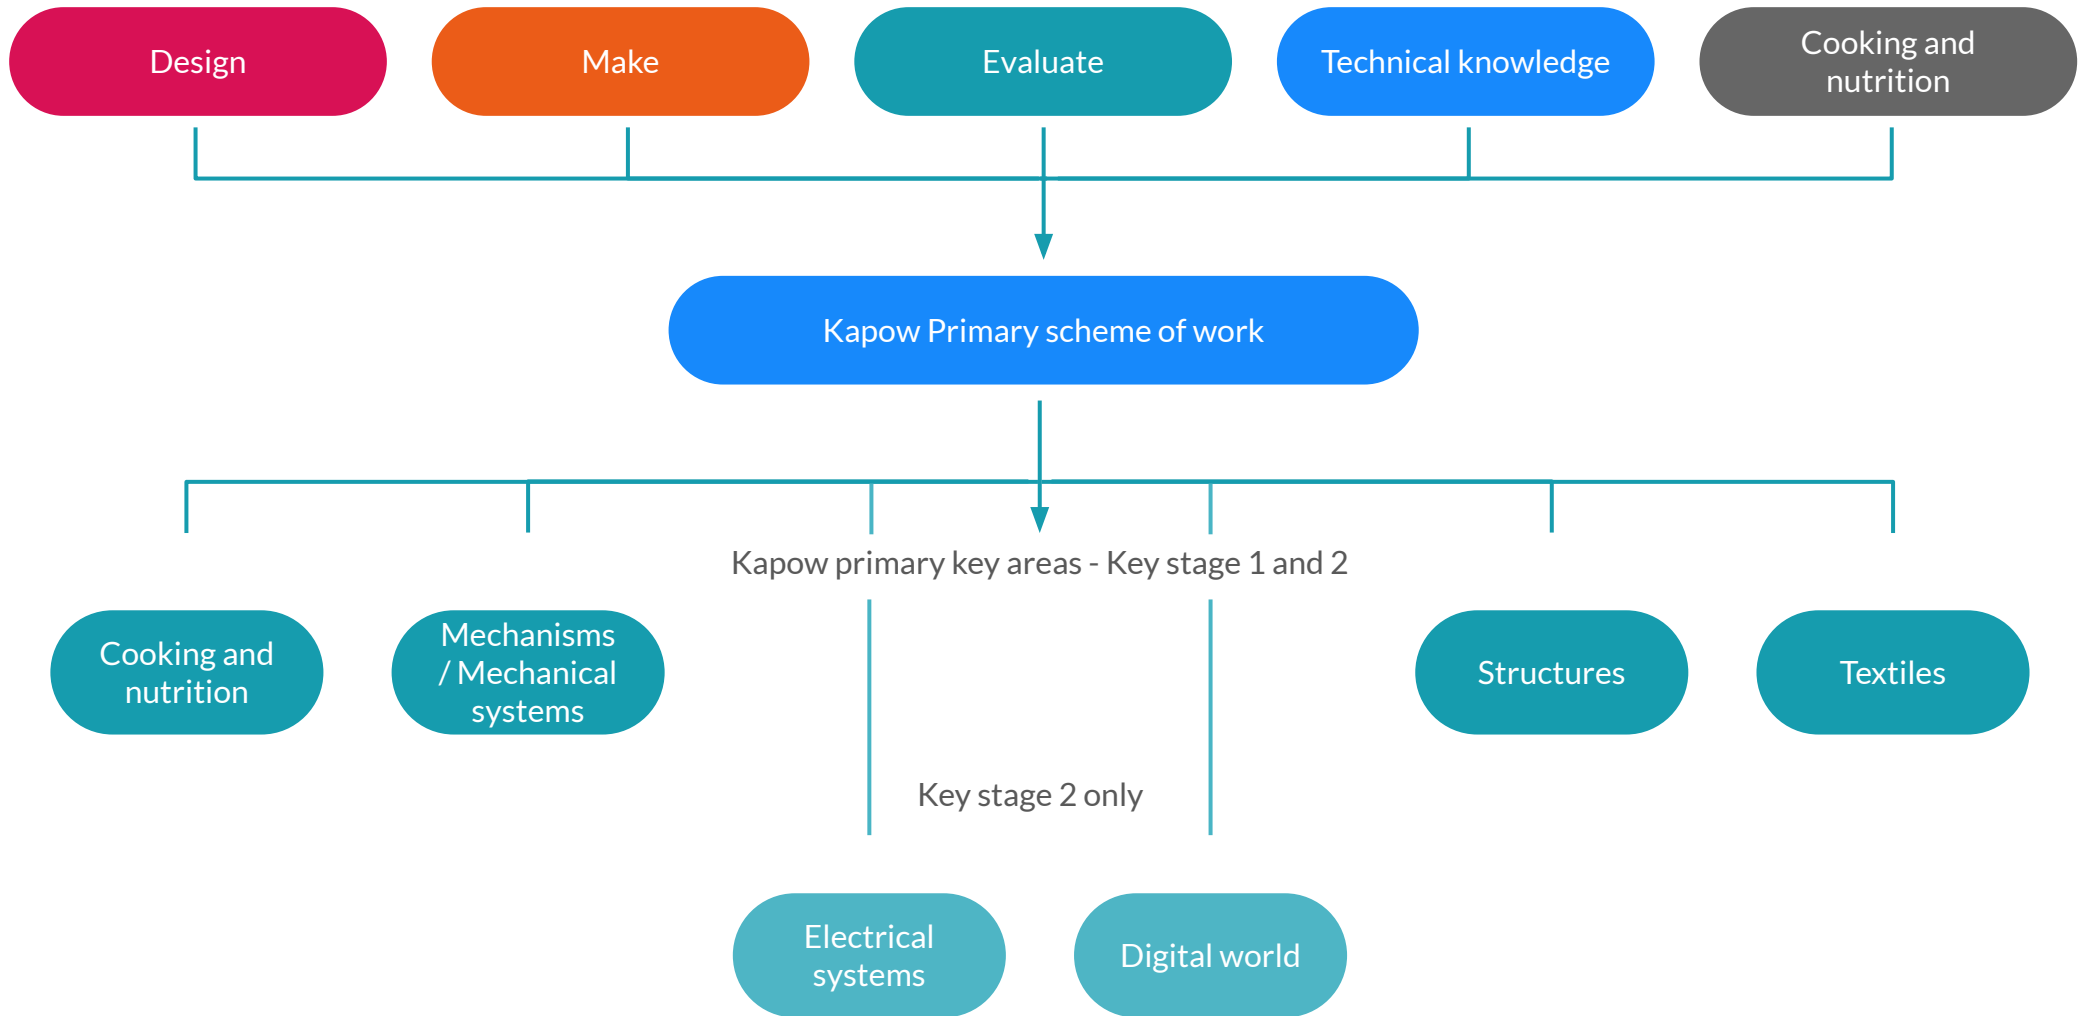 Design
Make
Evaluate
Technical knowledge
Cooking and
nutrition
Kapow Primary scheme of work
Kapow primary key areas - Key stage 1 and 2
Cooking and
nutrition
Mechanisms
/ Mechanical
systems
Structures
Textiles
Key stage 2 only
Electrical
systems
Digital world